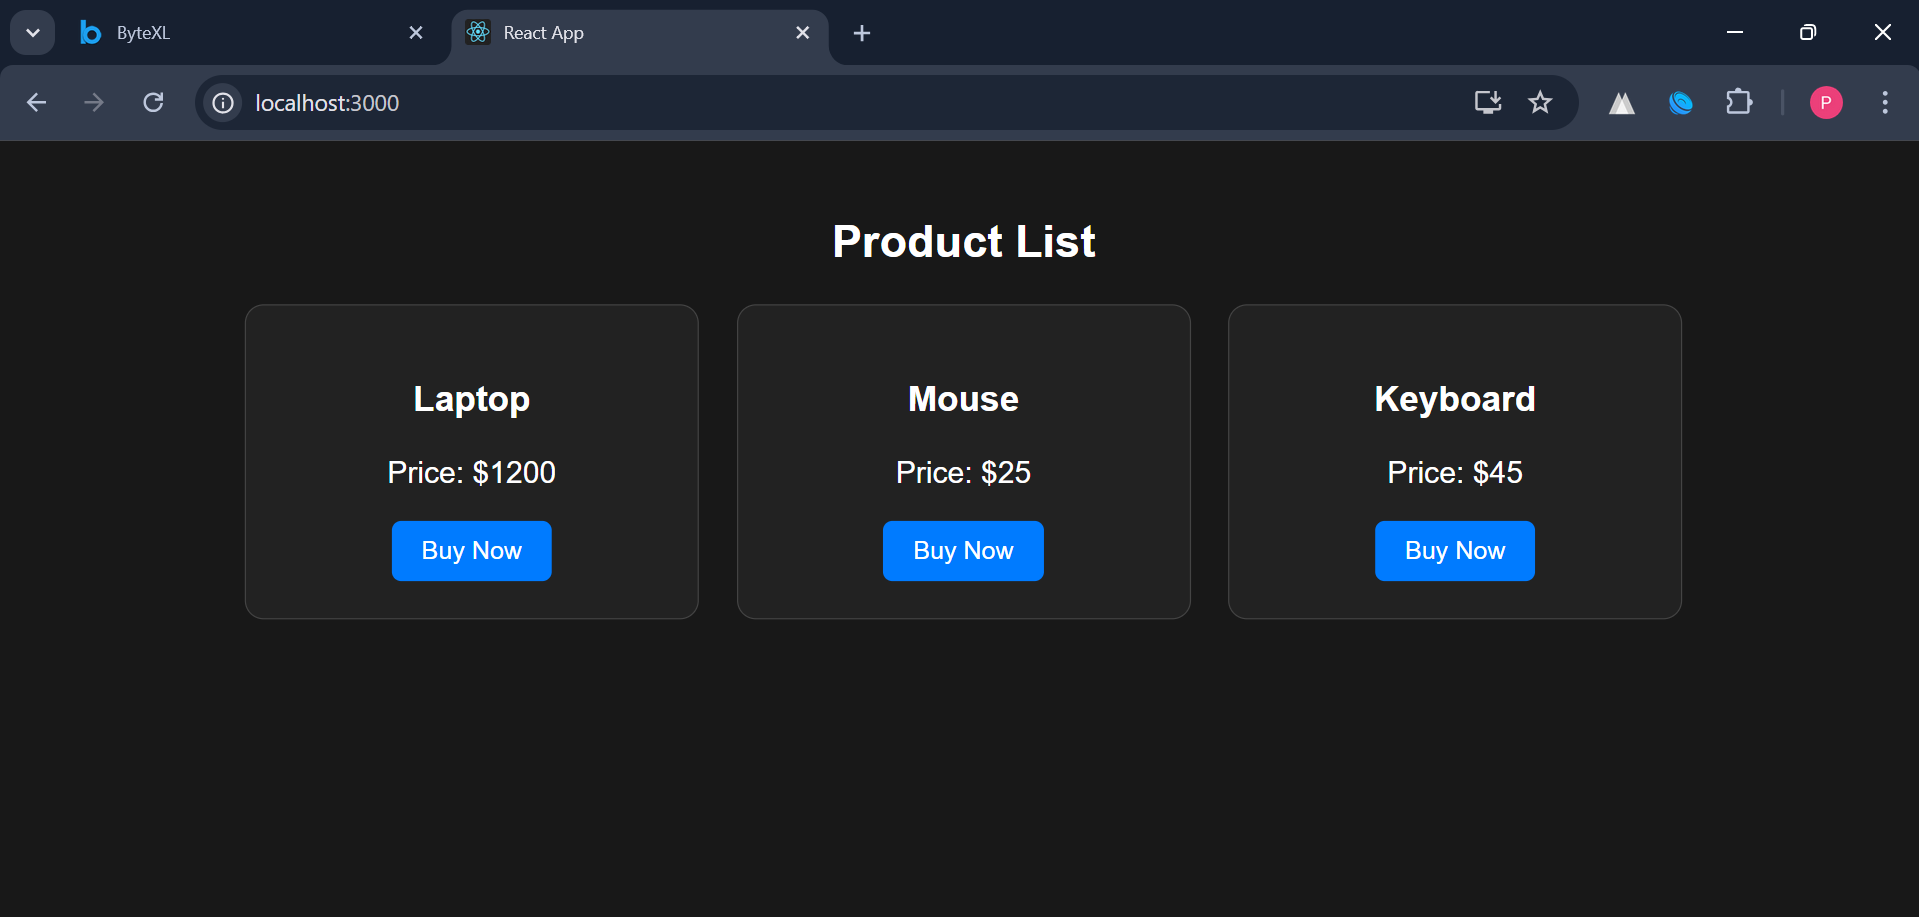 ByteXL
React App
localhost:3000
P
Product List
Laptop
Mouse
Keyboard
Price: $1200
Price: $25
Price: $45
Buy Now
Buy Now
Buy Now